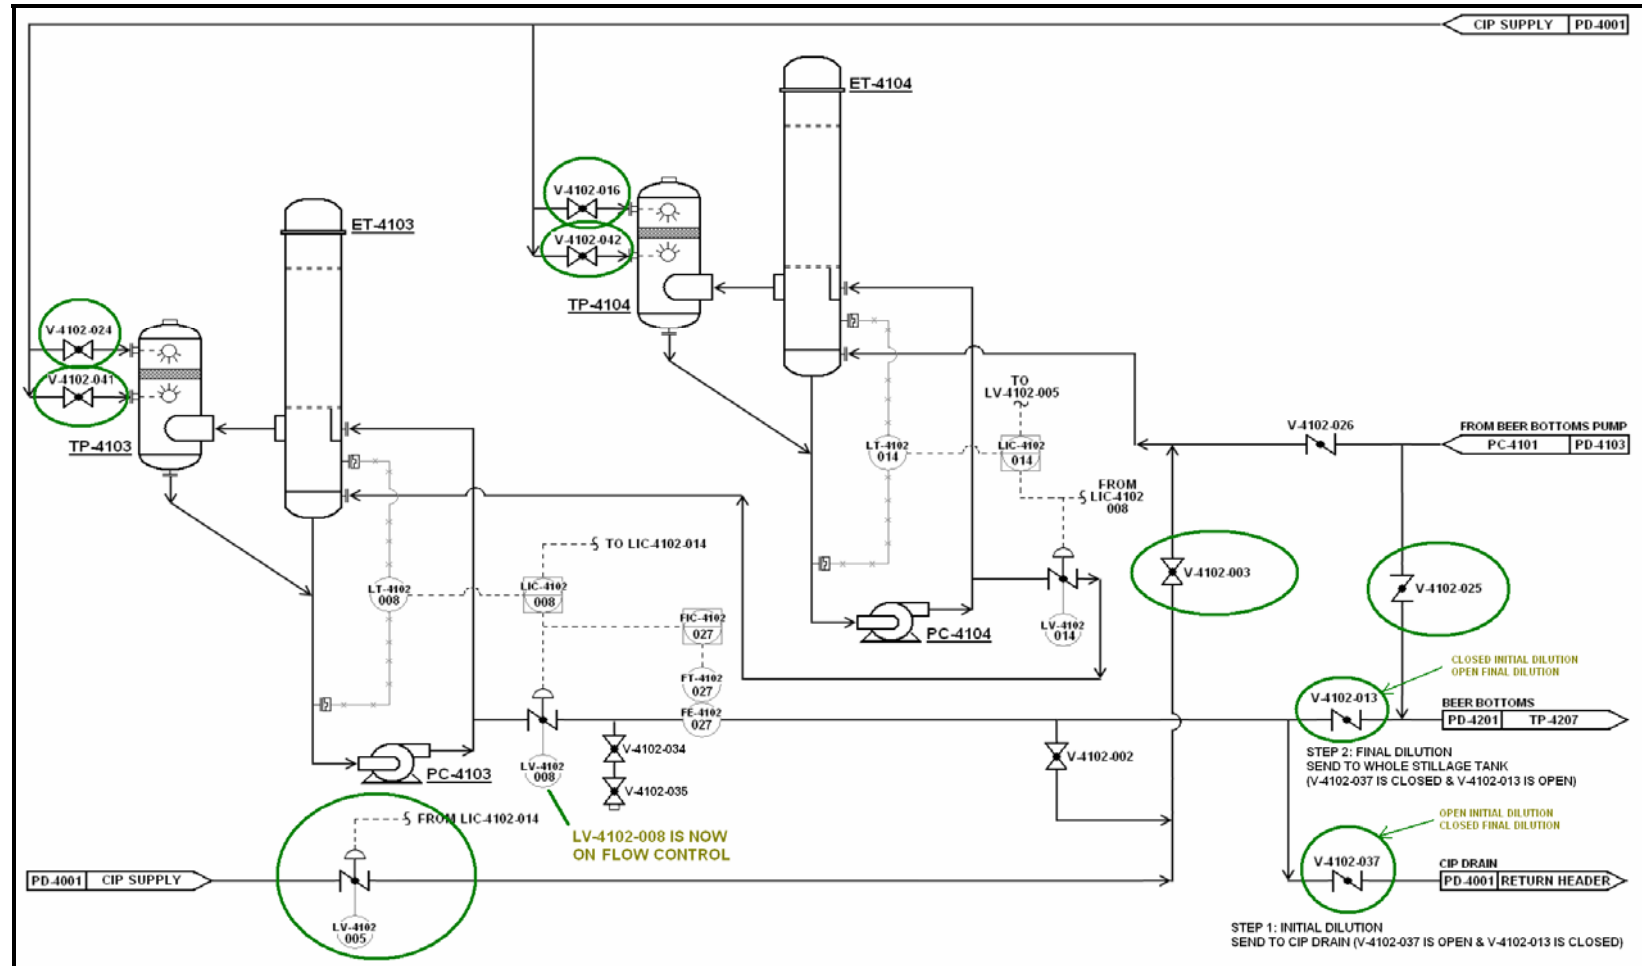 CIP SUPPLY PD-4001
ET-4104
V-4102-016
ET-4103
V-4102-042
TP-4104
V-4102-024
V-4102-041
TP-4103
TO
LV-4102-005
V-4102-026
FROM BEER BOTTOMS PUMP
PC-4101 PD-4103
LT-4102
014
LIC-4102
014
FROM
LIC-4102
008
TO LIC-4102-014
V-4102-003
V-4102-025
LT-4102
008
LIC-4102
008
FIC-4102
027
PC-4104
LV-4102
014
FT-4102
027
CLOSED INITIAL DILUTION
OPEN FINAL DILUTION
FE-4102
027
V-4102-013
BEER BOTTOMS
PD-4201 TP-4207
V-4102-034
V-4102-002
STEP 2: FINAL DILUTION
SEND TO WHOLE STILLAGE TANK
(V-4102-037 IS CLOSED & V-4102-013 IS OPEN)
PC-4103
LV-4102
008
V-4102-035
FROM LIC-4102-014
LV-4102-008 IS NOW
ON FLOW CONTROL
OPEN INITIAL DILUTION
CLOSED FINAL DILUTION
V-4102-037
CIP DRAIN
PD-4001 RETURN HEADER
PD-4001 CIP SUPPLY
LV-4102
005
STEP 1: INITIAL DILUTION
SEND TO CIP DRAIN (V-4102-037 IS OPEN & V-4102-013 IS CLOSED)